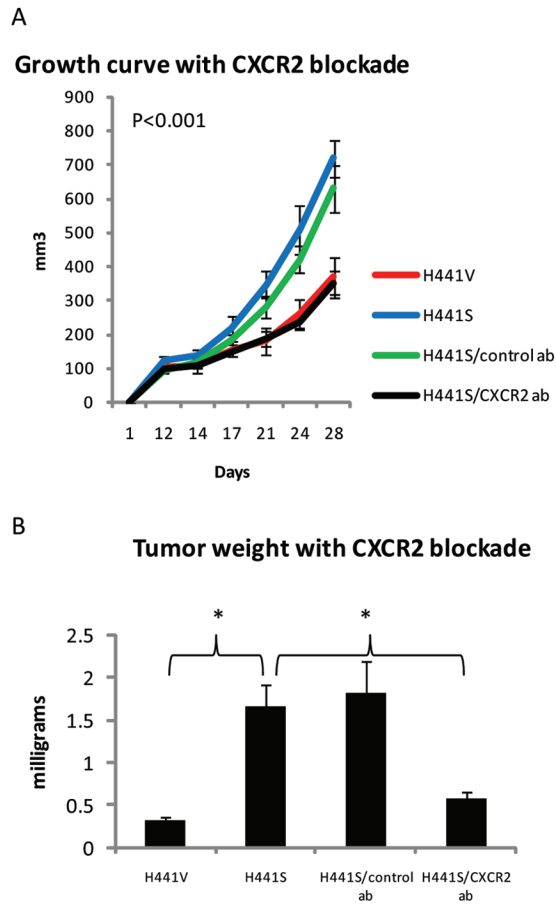 A
Growth curve with CXCR2 blockade
900
800
700
600
500
400
300
200
100
0
mm3
P<0.001
1 12 14 17 21 24 28
Days
H441V
H441S
H441S/control ab
H441S/CXCR2 ab
B
Tumor weight with CXCR2 blockade
* *
2.5
2
1.5
1
0.5
0
milligrams
H441V H441S H441S/control H441S/CXCR2
ab ab